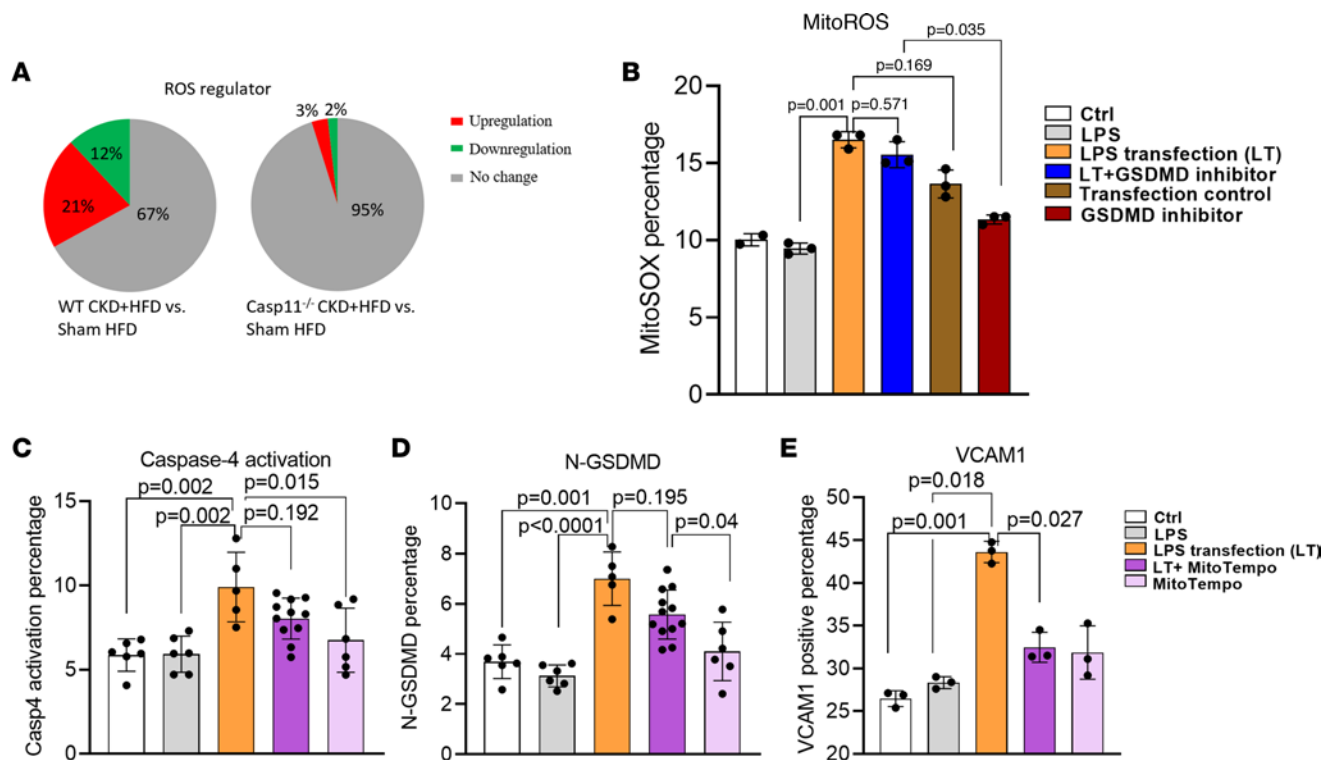 A
ROS regulator
3% 2%
12%
21%
67%
95%
Upregulation
Downregulation
No change
WT CKD+HFD vs.
Sham HFD
Casp11-/- CKD+HFD vs.
Sham HFD
B
MitoROS
p=0.035
p=0.169
p=0.001
p=0.571
MitoSOX percentage
20
15
10
0
Ctrl
LPS
LPS transfection (LT)
LT+GSDMD inhibitor
Transfection control
GSDMD inhibitor
C
Caspase-4 activation
p=0.015
p=0.002
p=0.002
p=0.192
Casp4 activation percentage
15
10
5
0
D
N-GSDMD
p=0.001
p=0.195
p<0.0001
p=0.04
N-GSDMD percentage
10
8
6
4
2
0
E
VCAM1
p=0.018
p=0.001
p=0.027
VCAM1 positive percentage
50
45
40
35
31
25
20
Ctrl
LPS
LPS transfection (LT)
LT+ MitoTempo
MitoTempo